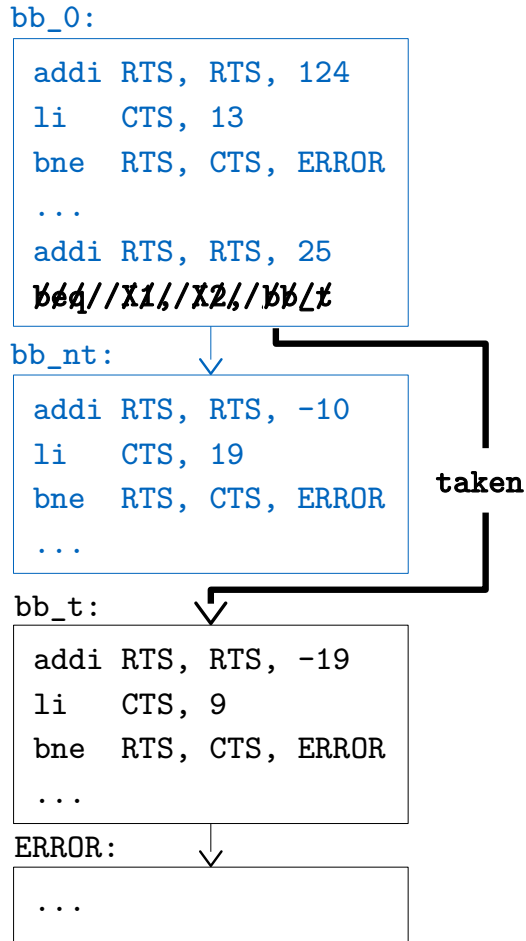 bb_0:
addi RTS, RTS, 124
li CTS, 13
bne RTS, CTS, ERROR
...
addi RTS, RTS, 25
beq X1, X2, bb_t
bb_nt:
addi RTS, RTS, -10
li CTS, 19
bne RTS, CTS, ERROR
...
taken
bb_t:
addi RTS, RTS, -19
li CTS, 9
bne RTS, CTS, ERROR
...
ERROR:
...